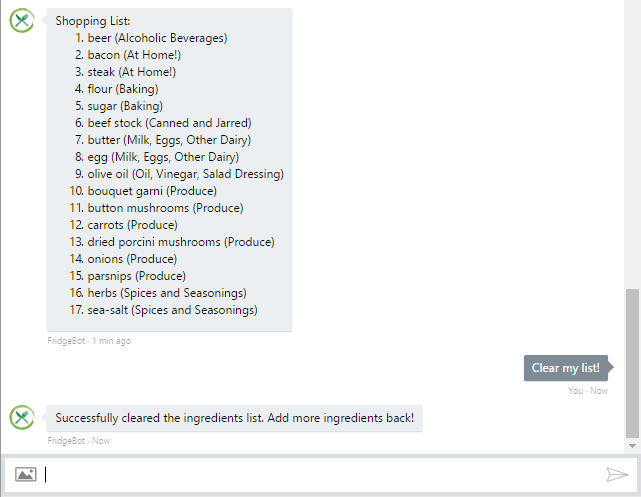 Shopping List:
1. beer (Alcoholic Beverages)
2. bacon (At Home!)
3. steak (At Home!)
4. flour (Baking)
5. sugar (Baking)
6. beef stock (Canned and Jarred)
7. butter (Milk, Eggs, Other Dairy)
8. egg (Milk, Eggs, Other Dairy)
9. olive oil (Oil, Vinegar, Salad Dressing)
10. bouquet garni (Produce)
11. button mushrooms (Produce)
12. carrots (Produce)
13. dried porcini mushrooms (Produce)
14. onions (Produce)
15. parsnips (Produce)
16. herbs (Spices and Seasonings)
17. sea-salt (Spices and Seasonings)
FridgeBot · 1 min ago
Clear my list!
You · Now
Successfully cleared the ingredients list. Add more ingredients back!
FridgeBot · Now